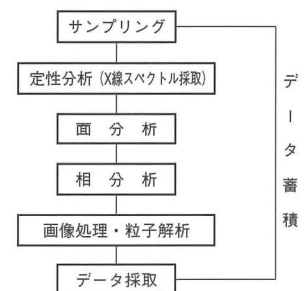 サンプリング
定性分析（X線スペクトル採取）
面分析
相分析
画像処理・粒子解析
データ採取
データ蓄積